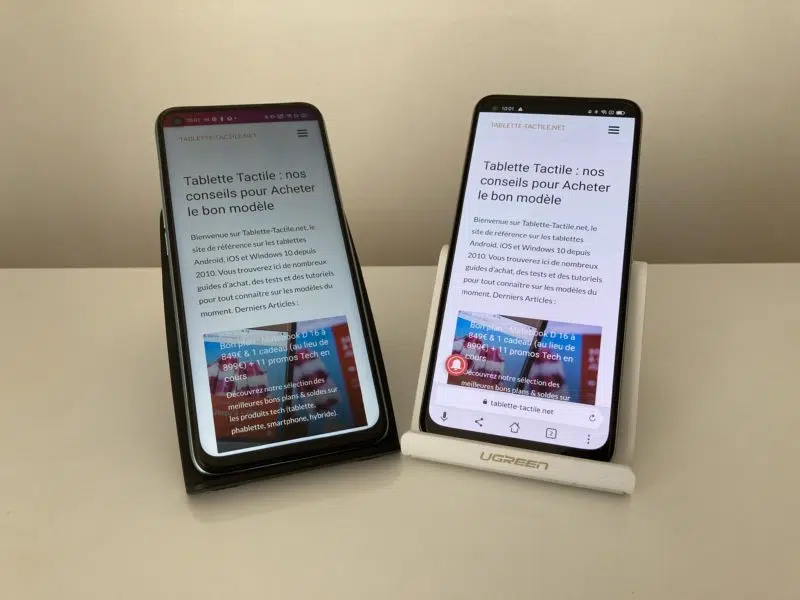 TABLETTE-TACTILE.NET
Tablette Tactile : nos
conseils pour Acheter
le bon modèle
Bienvenue sur Tablette-Tactile.net, le
site de référence sur les tablettes
Android, iOS et Windows 10 depuis
2010. Vous trouverez ici de nombreux
guides d'achat, des tests et des tutoriels
pour tout connaître sur les modèles du
moment. Derniers Articles :
Bon plan : Matebook D 16 à
849€ & 1 cadeau (au lieu de
899€) + 11 promos Tech en
cours
Découvrez notre sélection des
meilleures bons plans & soldes sur
les produits tech (tablette,
phablette, smartphone, hybride).
10:01
TABLETTE-TACTILE.NET
Tablette Tactile : nos
conseils pour Acheter
le bon modèle
Bienvenue sur Tablette-Tactile.net, le
site de référence sur les tablettes
Android, iOS et Windows 10 depuis
2010. Vous trouverez ici de nombreux
guides d'achat, des tests et des tutoriels
pour tout connaître sur les modèles du
moment. Derniers Articles :
Bon plan : Matebook D 16 à
849€ & 1 cadeau (au lieu de
899€) + 11 promos Tech en
cours
Découvrez notre sélection des
meilleures bons plans & soldes sur
tablette-tactile.net
2
UGREEN